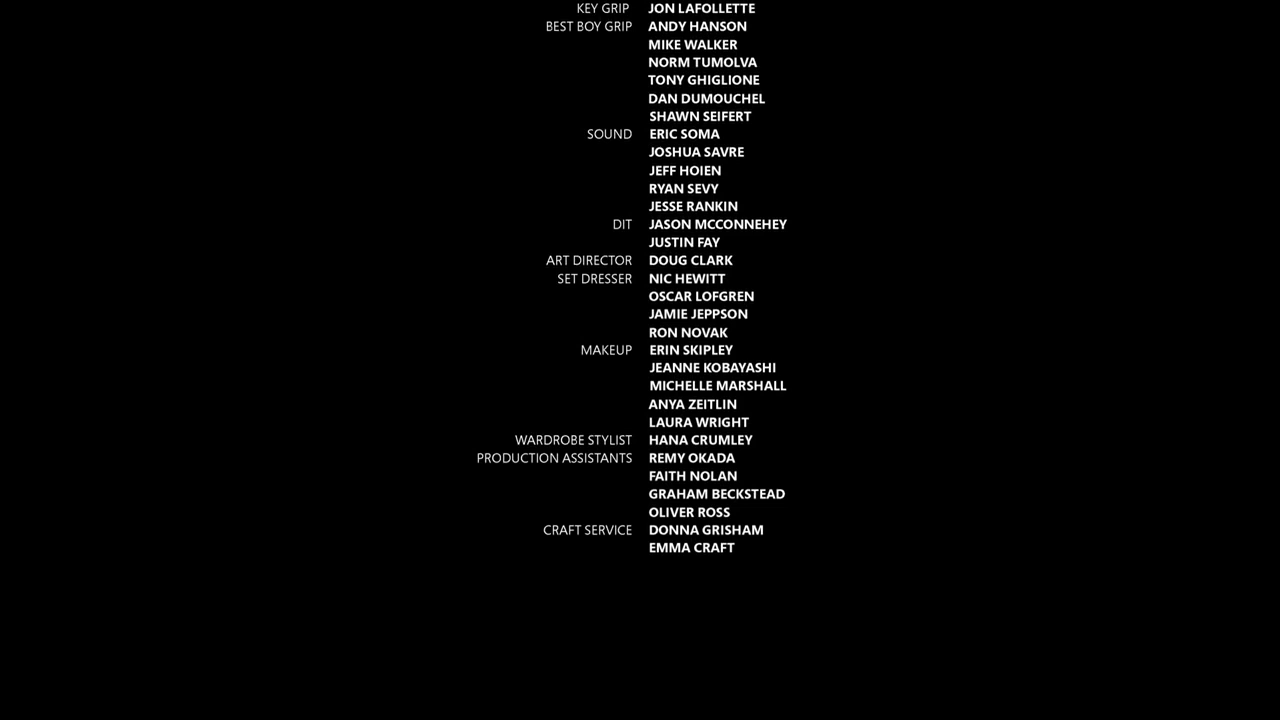 KEY GRIP JON LAFOLLETTE
BEST BOY GRIP ANDY HANSON
MIKE WALKER
NORM TUMOLVA
TONY GHIGLIONE
DAN DUMOUCHEL
SHAWN SEIFERT
SOUND ERIC SOMA
JOSHUA SAVRE
JEFF HOIEN
RYAN SEVY
JESSE RANKIN
DIT JASON MCCONNEHEY
JUSTIN FAY
ART DIRECTOR DOUG CLARK
SET DRESSER NIC HEWITT
OSCAR LOFGREN
JAMIE JEPPSON
RON NOVAK
MAKEUP ERIN SKIPLEY
JEANNE KOBAYASHI
MICHELLE MARSHALL
ANYA ZEITLIN
LAURA WRIGHT
WARDROBE STYLIST HANA CRUMLEY
PRODUCTION ASSISTANTS REMY OKADA
FAITH NOLAN
GRAHAM BECKSTEAD
OLIVER ROSS
CRAFT SERVICE DONNA GRISHAM
EMMA CRAFT